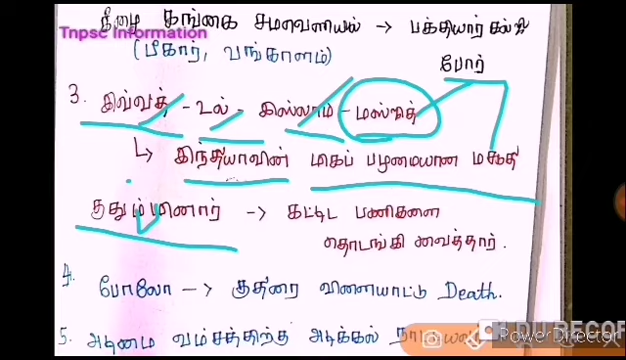 கீழை கங்கை சமவெளியில் → பக்தியார் கல்ஜி
Tnpsc Information
(பீகார், வங்காளம்)
போர்
3. இவ்வத் - உல் - இஸ்லாம் - மஸ்ஜித்
↳ இந்தியாவின் மிகப் பழமையான மசூதி
குதும்மினார் → கட்டிட பணிகளை
தொடங்கி வைத்தார்.
4. போலோ → குதிரை விளையாட்டு Death.
5. அடிமை வம்சத்திற்கு அடிக்கல்
PowerDirector